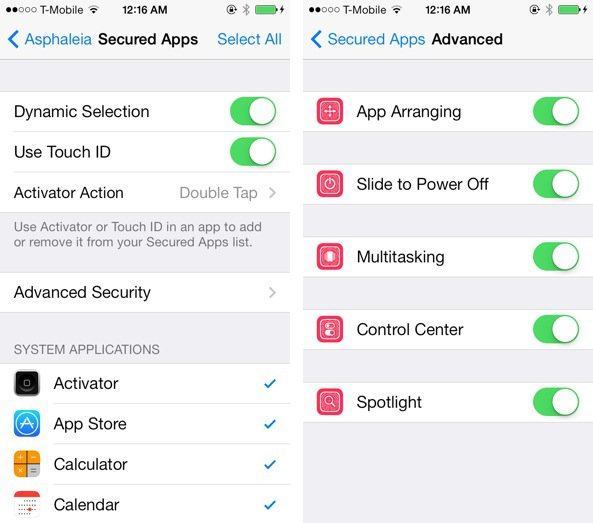 T-Mobile 12:16 AM
Asphaleia Secured Apps Select All
Dynamic Selection
Use Touch ID
Activator Action Double Tap
Use Activator or Touch ID in an app to add
or remove it from your Secured Apps list.
Advanced Security
SYSTEM APPLICATIONS
Activator
App Store
Calculator
Calendar
T-Mobile 12:16 AM
Secured Apps Advanced
App Arranging
Slide to Power Off
Multitasking
Control Center
Spotlight